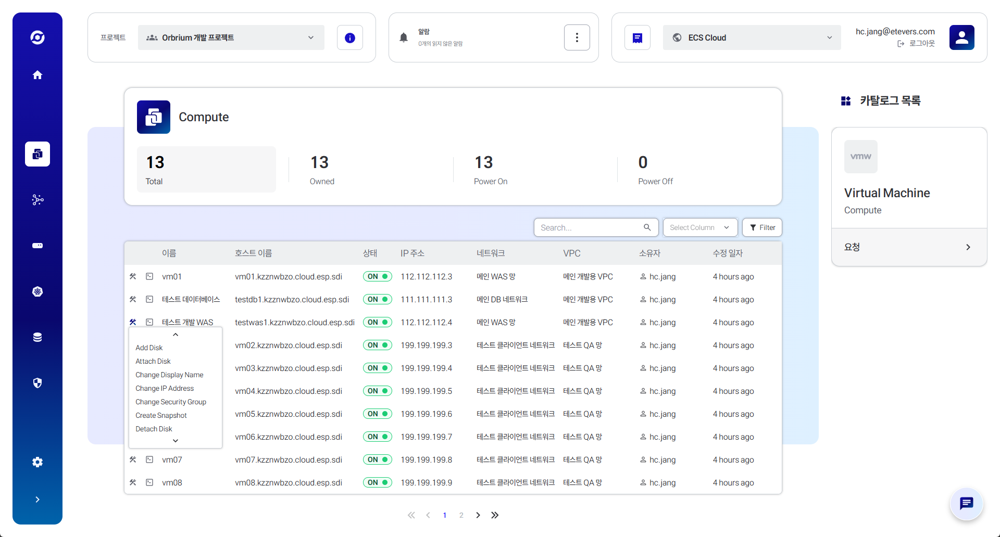 프로젝트
Orbrium 개발 프로젝트
알람
0개의 읽지 않은 알람
ECS Cloud
hc.jang@etevers.com
로그아웃
Compute
13
Total
13
Owned
13
Power On
0
Power Off
카탈로그 목록
vmw
Virtual Machine
Compute
요청
Search...
Select Column
Filter
이름 호스트 이름 상태 IP 주소 네트워크 VPC 소유자 수정 일자
vm01 vm01.kzznwbzo.cloud.esp.sdi ON 112.112.112.3 메인 WAS 망 메인 개발용 VPC hc.jang 4 hours ago
테스트 데이터베이스 testdb1.kzznwbzo.cloud.esp.sdi ON 111.111.111.3 메인 DB 네트워크 메인 개발용 VPC hc.jang 4 hours ago
테스트 개발 WAS testwas1.kzznwbzo.cloud.esp.sdi ON 112.112.112.4 메인 WAS 망 메인 개발용 VPC hc.jang 4 hours ago
vm02.kzznwbzo.cloud.esp.sdi ON 199.199.199.3 테스트 클라이언트 네트워크 테스트 QA 망 hc.jang 4 hours ago
vm03.kzznwbzo.cloud.esp.sdi ON 199.199.199.4 테스트 클라이언트 네트워크 테스트 QA 망 hc.jang 4 hours ago
vm04.kzznwbzo.cloud.esp.sdi ON 199.199.199.5 테스트 클라이언트 네트워크 테스트 QA 망 hc.jang 4 hours ago
vm05.kzznwbzo.cloud.esp.sdi ON 199.199.199.6 테스트 클라이언트 네트워크 테스트 QA 망 hc.jang 4 hours ago
vm06.kzznwbzo.cloud.esp.sdi ON 199.199.199.7 테스트 클라이언트 네트워크 테스트 QA 망 hc.jang 4 hours ago
Add Disk
Attach Disk
Change Display Name
Change IP Address
Change Security Group
Create Snapshot
Detach Disk
vm07 vm07.kzznwbzo.cloud.esp.sdi ON 199.199.199.8 테스트 클라이언트 네트워크 테스트 QA 망 hc.jang 4 hours ago
vm08 vm08.kzznwbzo.cloud.esp.sdi ON 199.199.199.9 테스트 클라이언트 네트워크 테스트 QA 망 hc.jang 4 hours ago
1 2